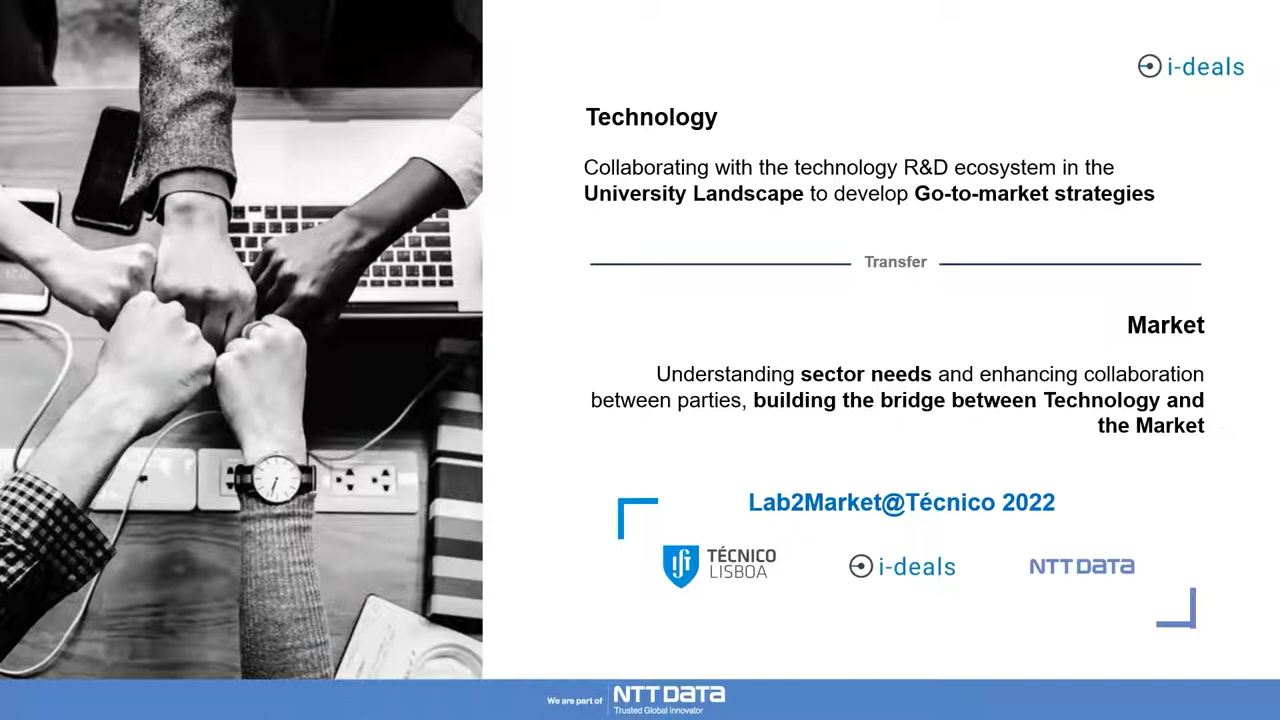 i-deals
Technology
Collaborating with the technology R&D ecosystem in the
University Landscape to develop Go-to-market strategies
Transfer
Market
Understanding sector needs and enhancing collaboration
between parties, building the bridge between Technology and
the Market
Lab2Market@Técnico 2022
TÉCNICO
LISBOA
i-deals
NTT DATA
We are part of
NTT DATA
Trusted Global Innovator